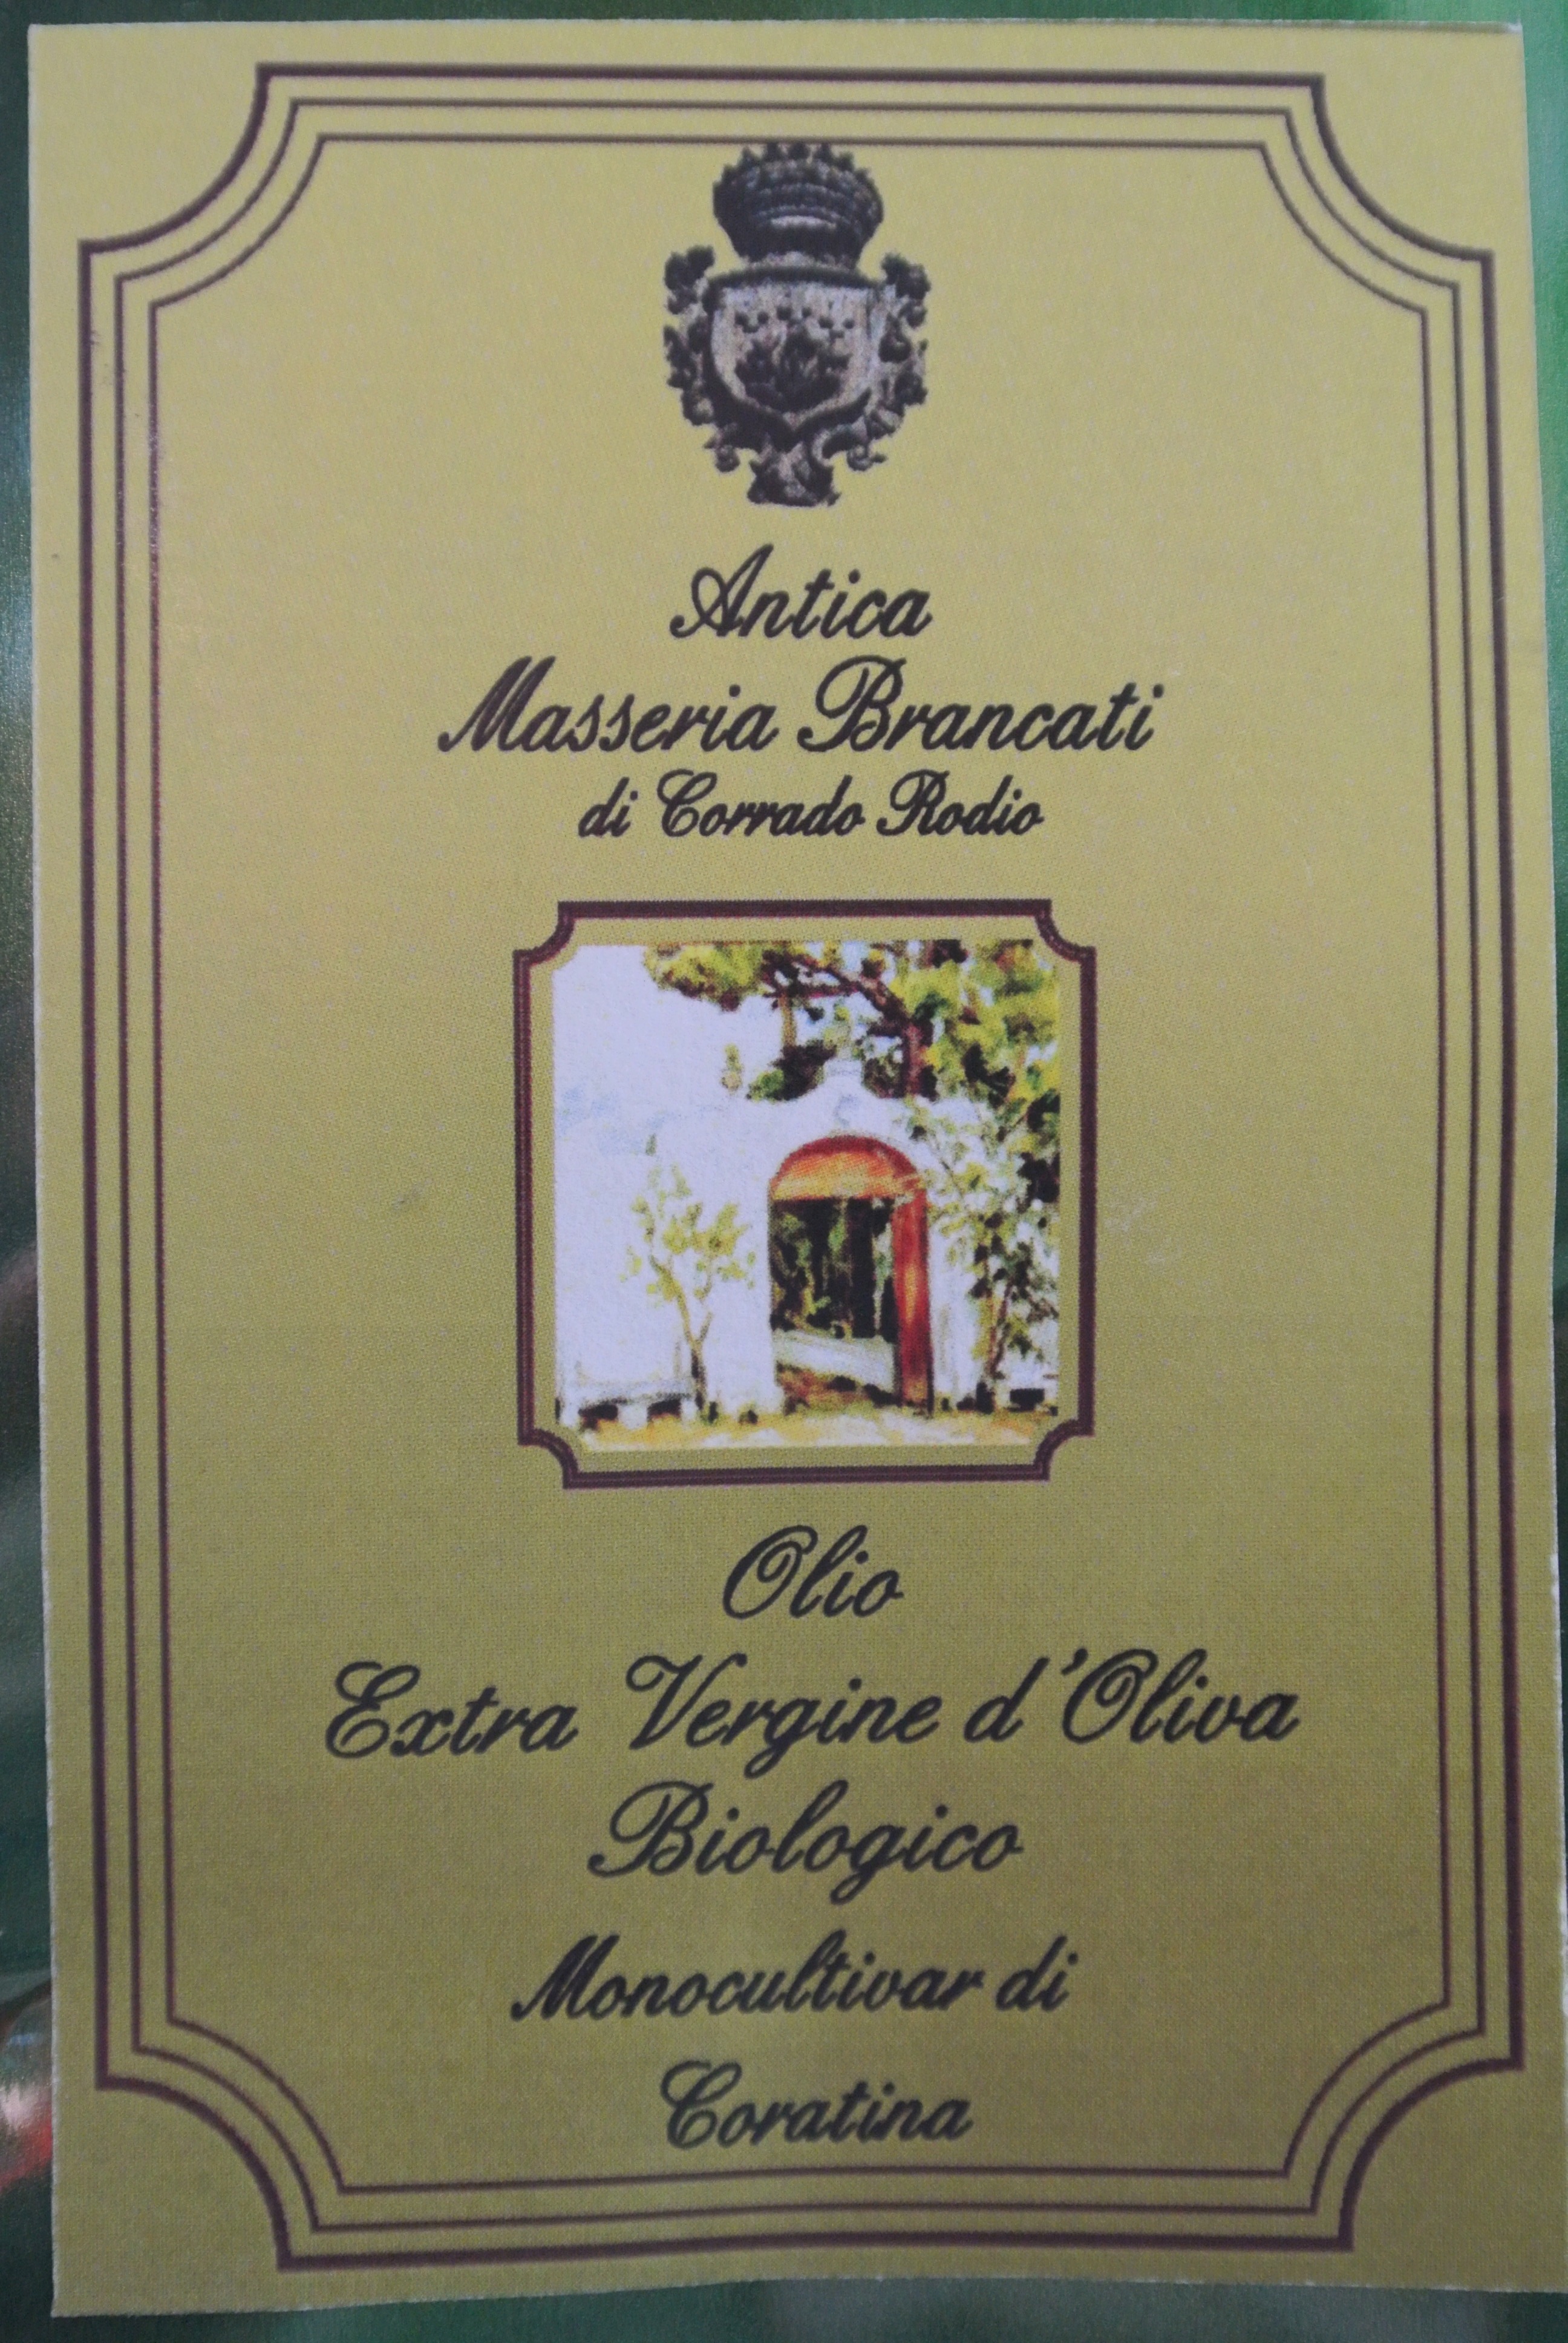 Antica
Masseria Brancati
di Corrado Rodio
Olio
Extra Vergine d'Oliva
Biologico
Monocultivar di
Coratina